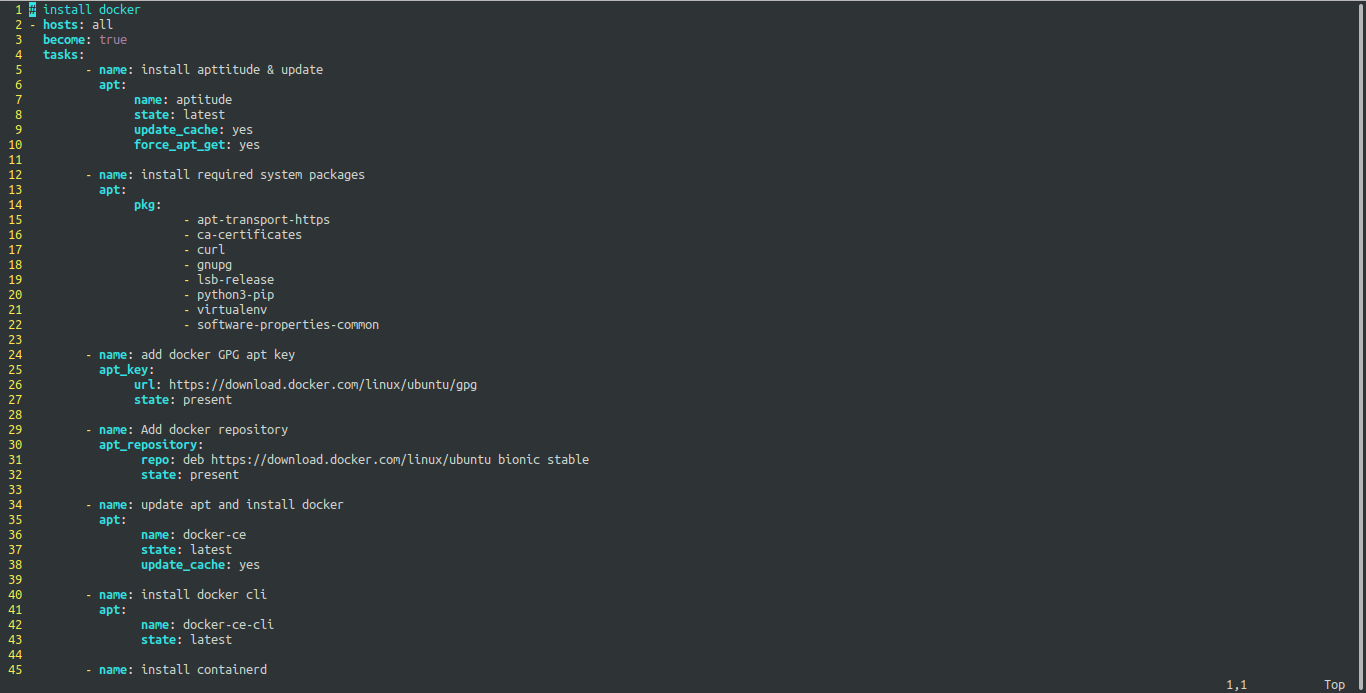 1 # install docker
2 - hosts: all
3 become: true
4 tasks:
5 - name: install apttitude & update
6 apt:
7 name: aptitude
8 state: latest
9 update_cache: yes
10 force_apt_get: yes
11
12 - name: install required system packages
13 apt:
14 pkg:
15 - apt-transport-https
16 - ca-certificates
17 - curl
18 - gnupg
19 - lsb-release
20 - python3-pip
21 - virtualenv
22 - software-properties-common
23
24 - name: add docker GPG apt key
25 apt_key:
26 url: https://download.docker.com/linux/ubuntu/gpg
27 state: present
28
29 - name: Add docker repository
30 apt_repository:
31 repo: deb https://download.docker.com/linux/ubuntu bionic stable
32 state: present
33
34 - name: update apt and install docker
35 apt:
36 name: docker-ce
37 state: latest
38 update_cache: yes
39
40 - name: install docker cli
41 apt:
42 name: docker-ce-cli
43 state: latest
44
45 - name: install containerd
1,1 Top